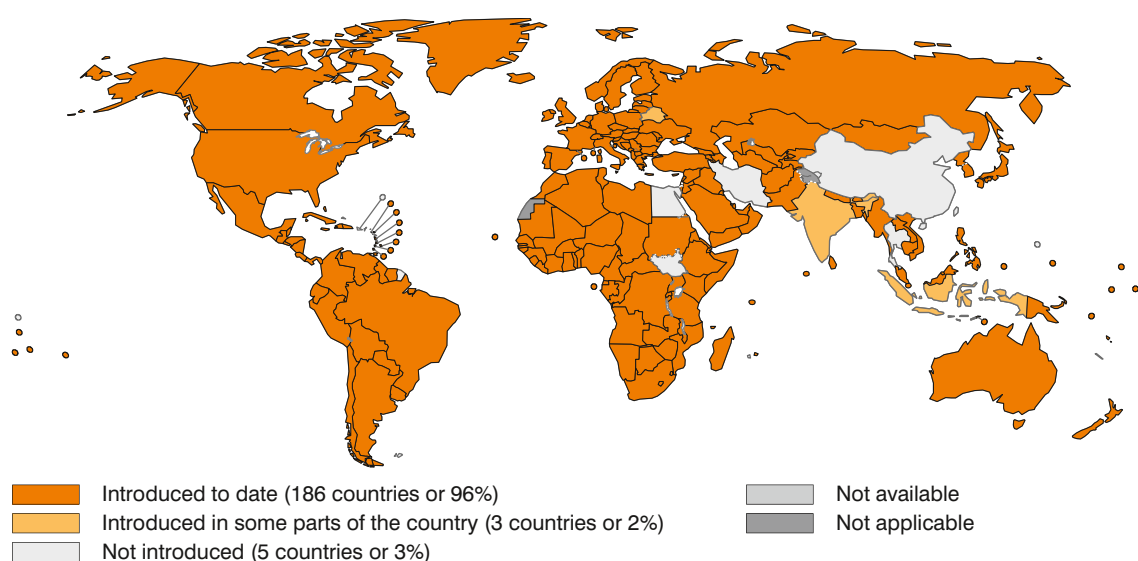 Introduced to date (186 countries or 96%)
Introduced in some parts of the country (3 countries or 2%)
Not introduced (5 countries or 3%)
Not available
Not applicable